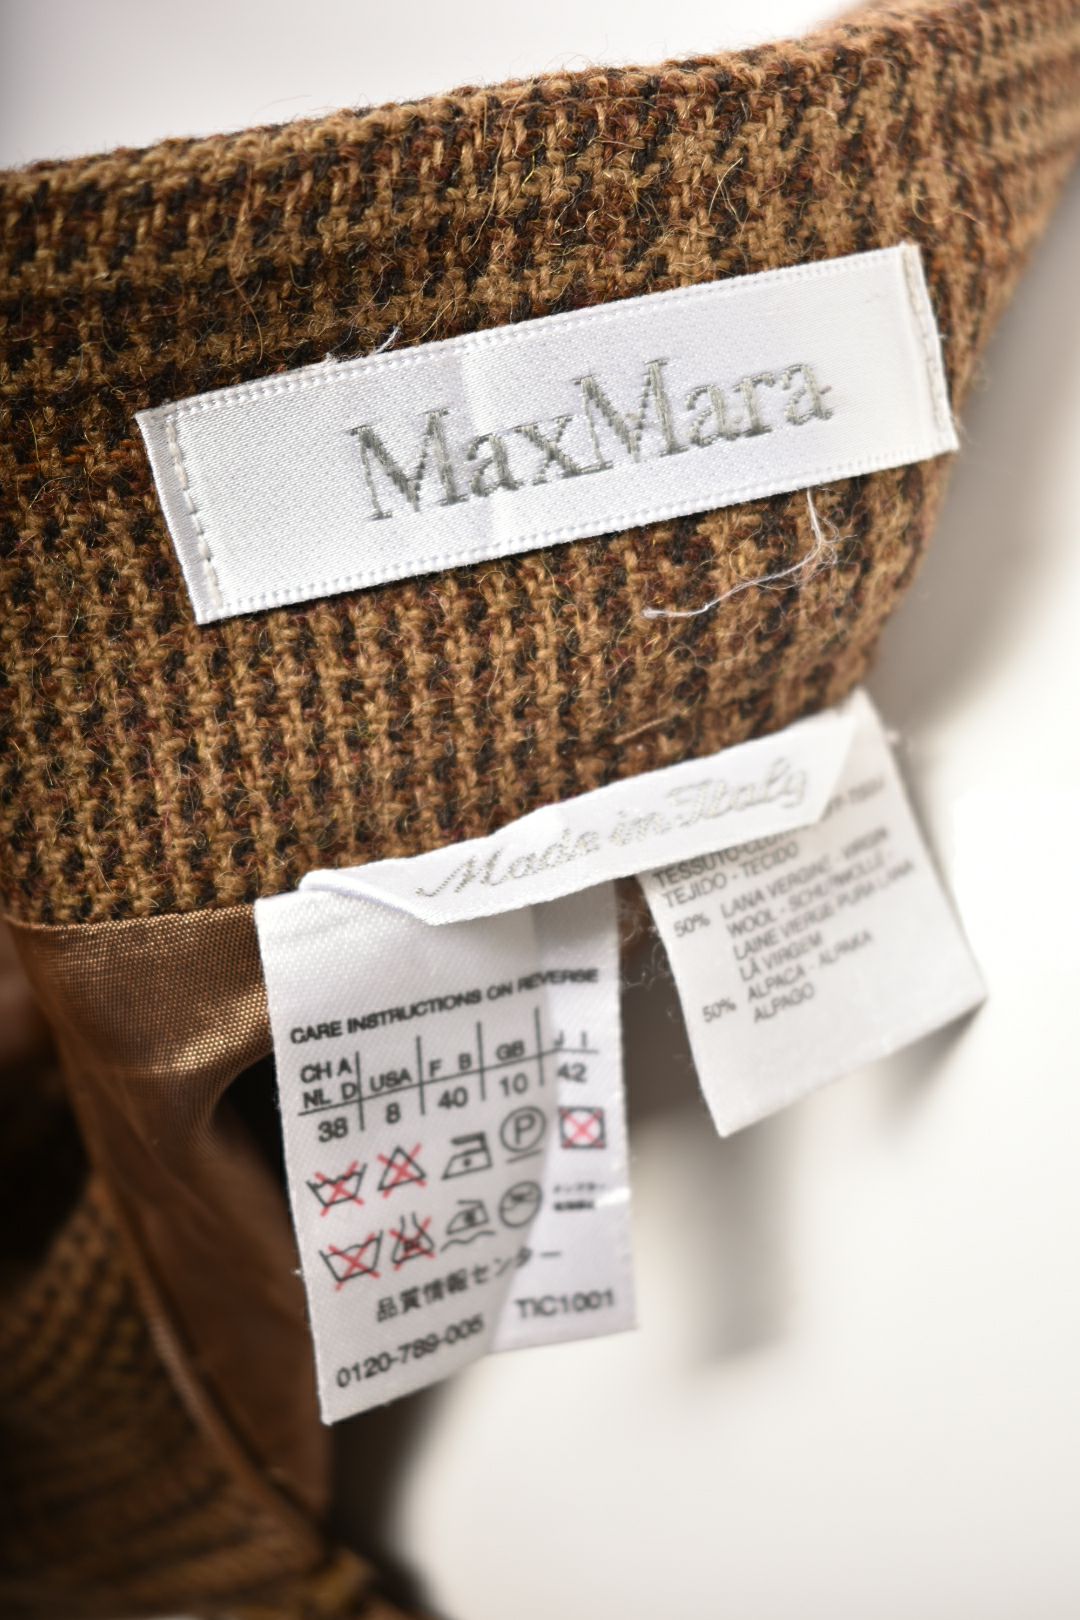 MaxMara
Made in Italy
CARE INSTRUCTIONS ON REVERSE
CH A
NL D USA F B GB J I
38 8 40 10 42
P
品質情報センター
0120-789-005 TIC1001
TEJIDO - TECIDO
50% LANA VERGINE - VIRGIN
WOOL - SCHURWOLLE -
LAINE VIERGE PURA LANA
LÃ VIRGEM
50% ALPACA - ALPAKA
ALPAGO